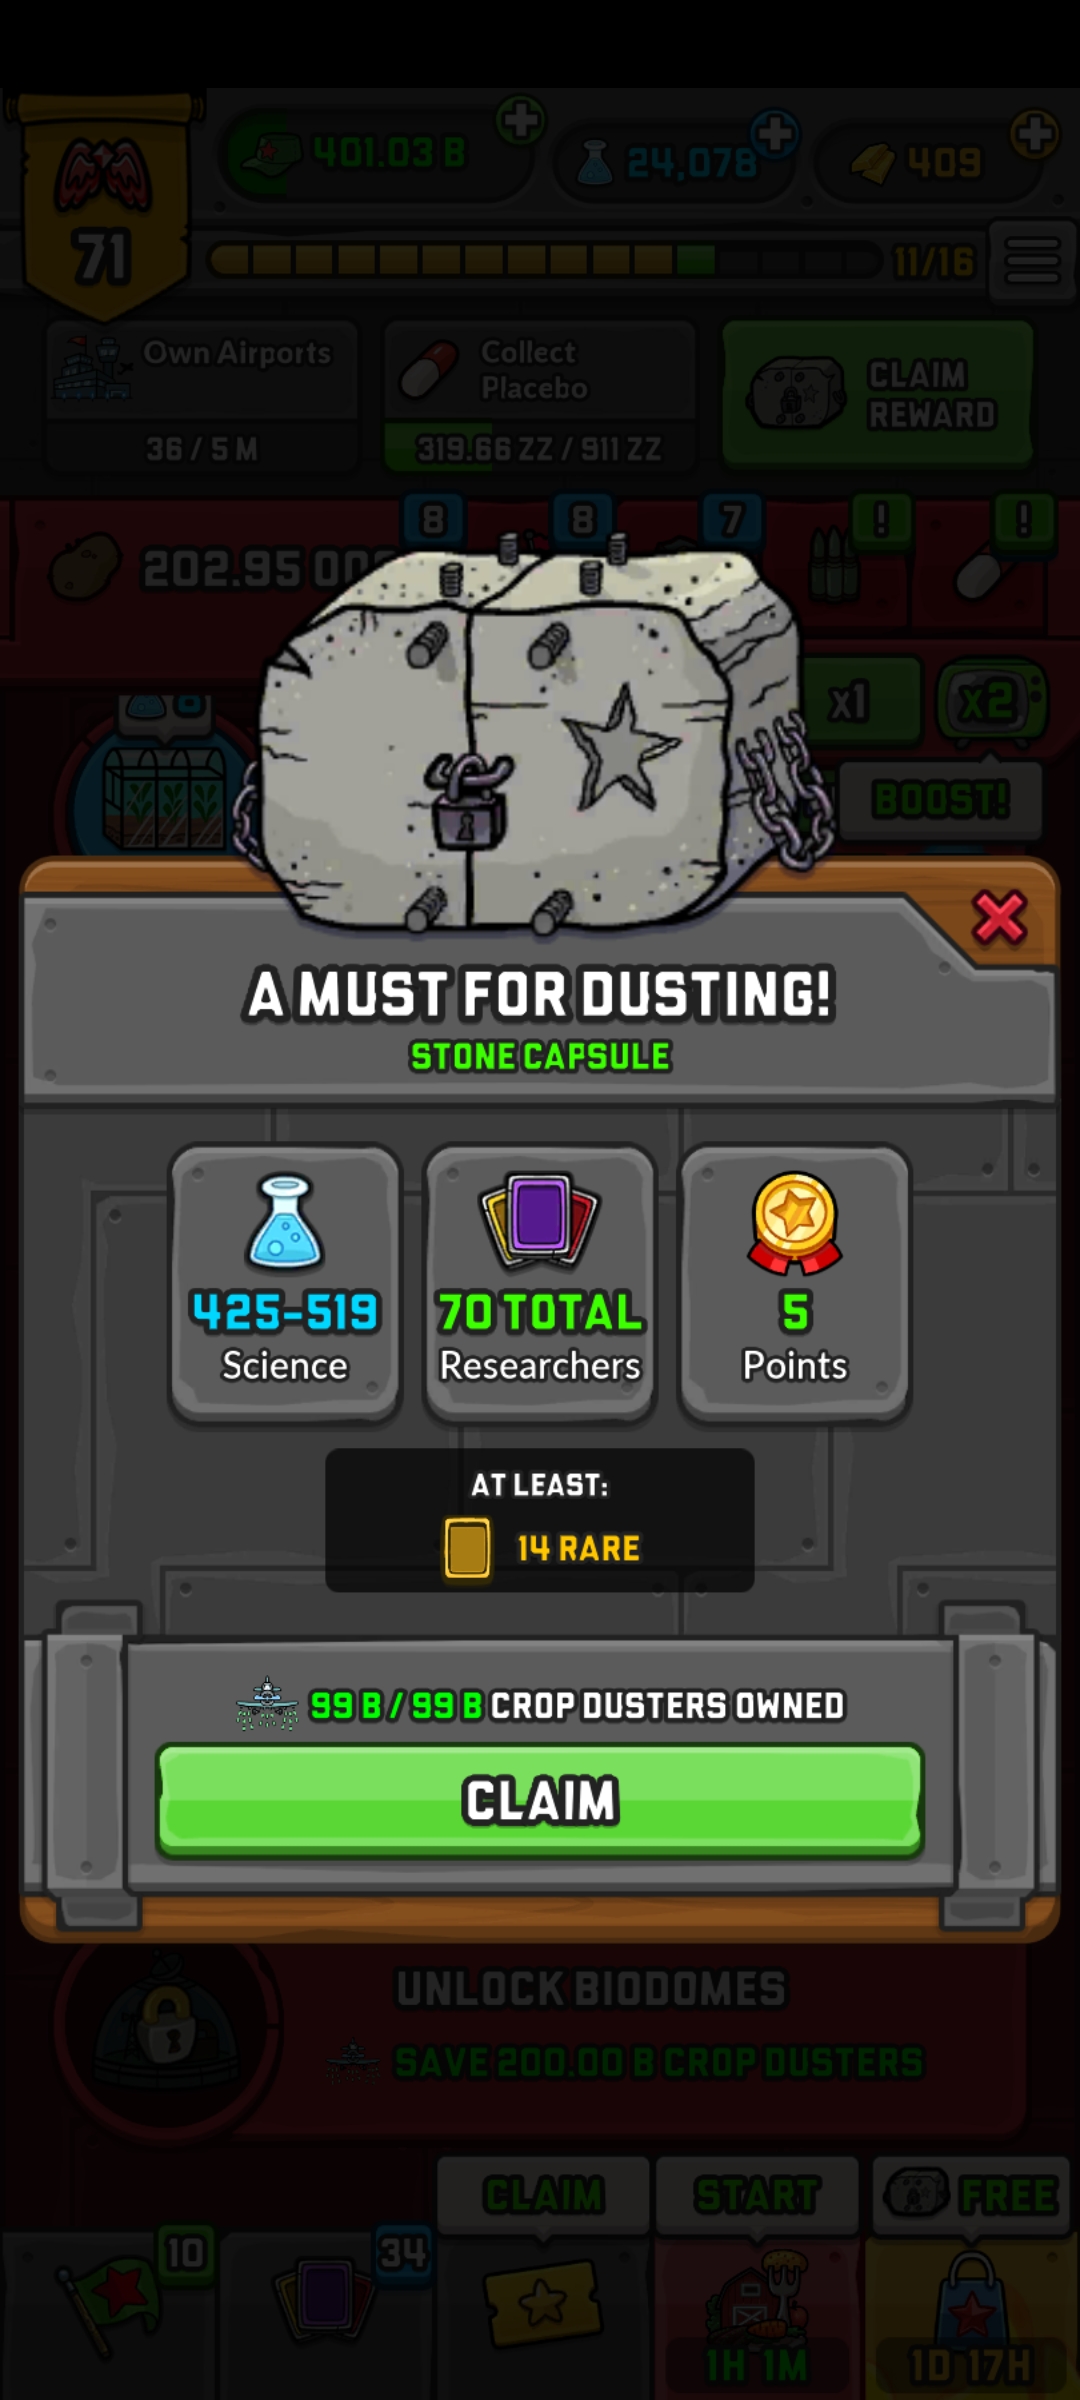 401.03 B
24,078
409
71
11/16
Own Airports
Collect
Placebo
CLAIM
REWARD
36 / 5 M
319.66 ZZ / 911 ZZ
8
8
7
!
!
202.95
x1
x2
BOOST!
A MUST FOR DUSTING!
STONE CAPSULE
425-519
Science
70 TOTAL
Researchers
5
Points
AT LEAST:
14 RARE
99 B / 99 B CROP DUSTERS OWNED
CLAIM
UNLOCK BIODOMES
SAVE 200.00 B CROP DUSTERS
CLAIM
START
FREE
10
34
1H 1M
1D 17H